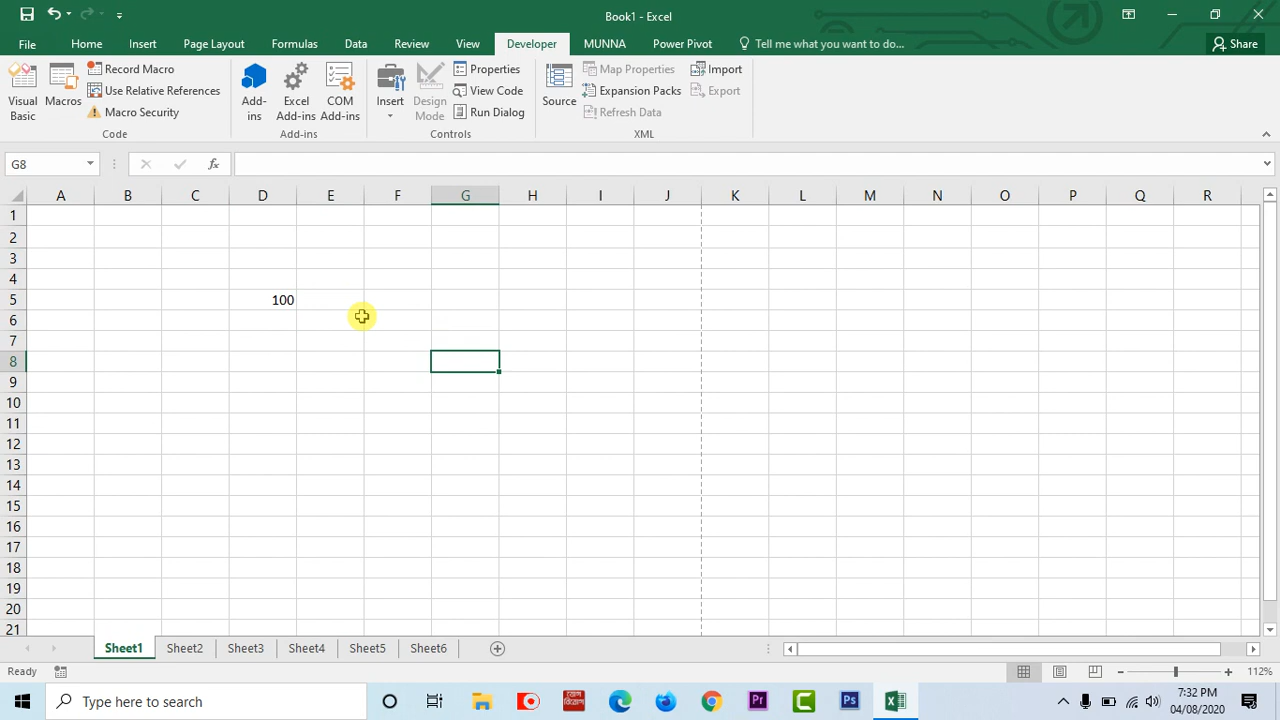 Book1 - Excel
File Home Insert Page Layout Formulas Data Review View Developer MUNNA Power Pivot Tell me what you want to do... Share
Visual Basic
Macros
Record Macro
Use Relative References
Macro Security
Code
Add-ins
Excel Add-ins
COM Add-ins
Add-ins
Insert
Design Mode
Properties
View Code
Run Dialog
Controls
Source
Map Properties
Expansion Packs
Refresh Data
Import
Export
XML
G8 fx
A B C D E F G H I J K L M N O P Q R
1
2
3
4
5 100
6
7
8
9
10
11
12
13
14
15
16
17
18
19
20
21
Sheet1 Sheet2 Sheet3 Sheet4 Sheet5 Sheet6
Ready 112%
Type here to search
Pr
Ps
7:32 PM
04/08/2020